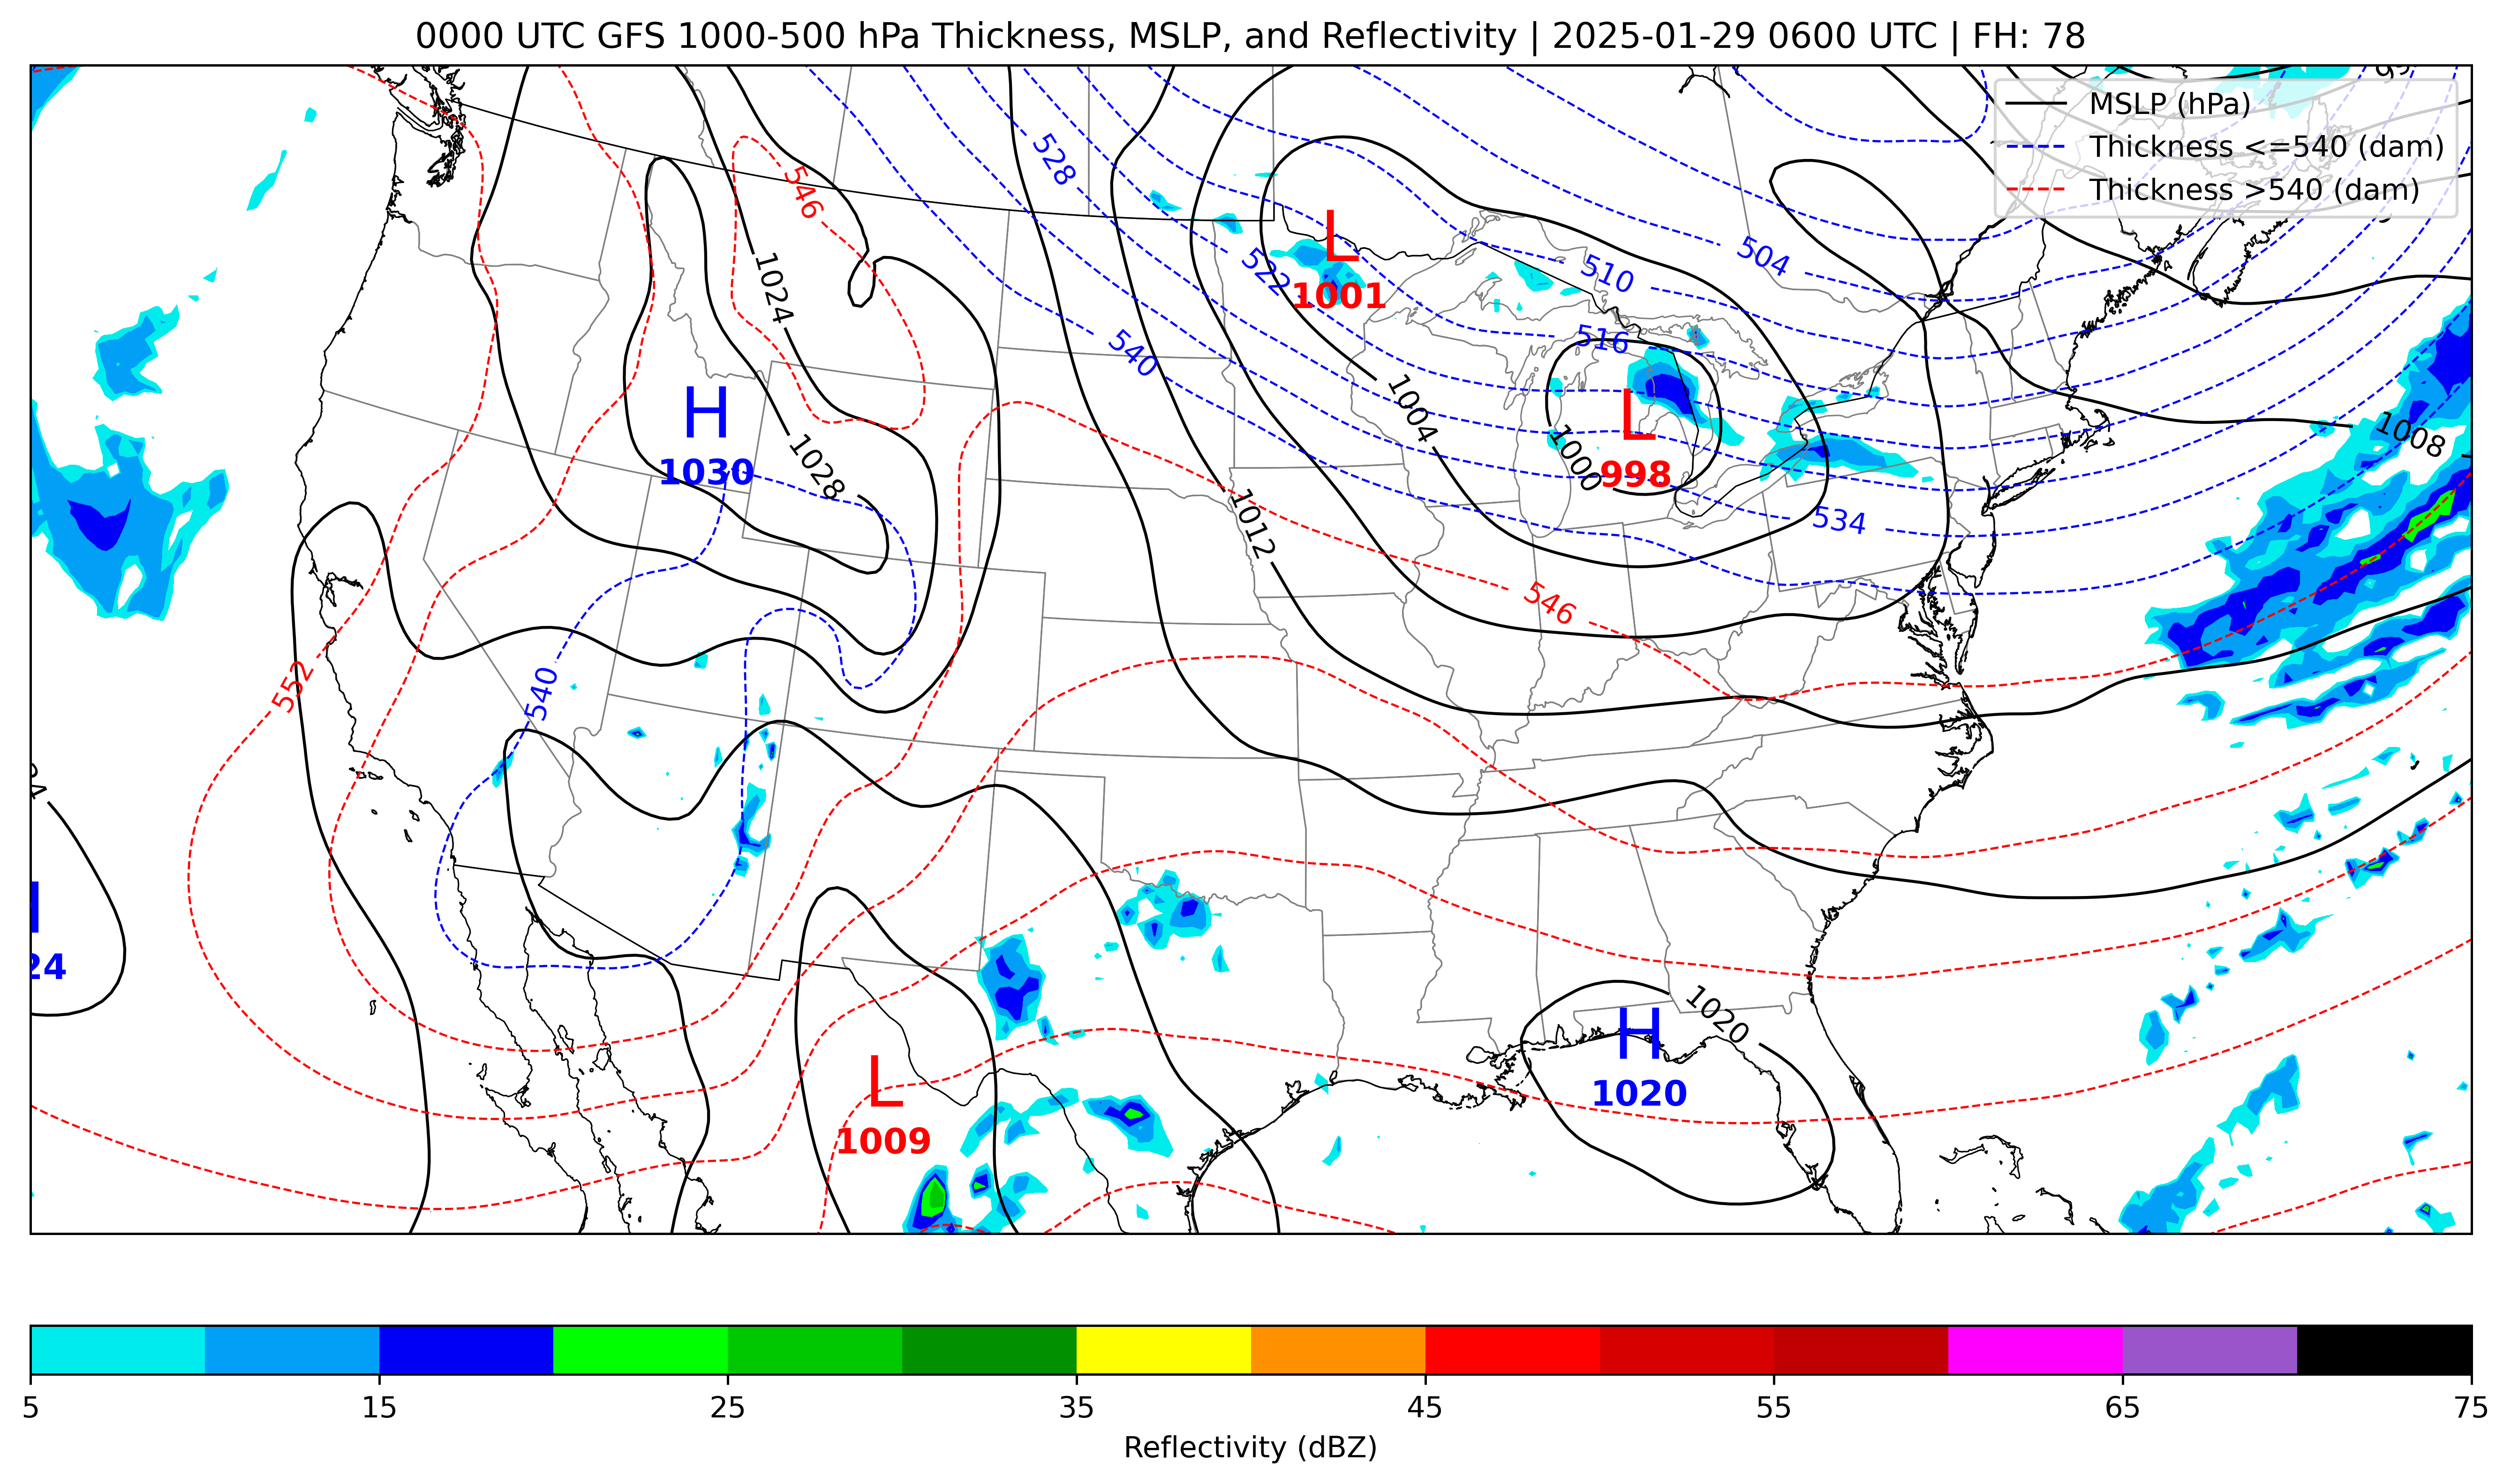 0000 UTC GFS 1000-500 hPa Thickness, MSLP, and Reflectivity | 2025-01-29 0600 UTC | FH: 78
MSLP (hPa)
Thickness <=540 (dam)
Thickness >540 (dam)
528
546
504
510
522
L
1001
1024
516
540
H
1030
1004
L
998
1000
1008
1028
1012
534
546
552
540
24
1020
H
1020
L
1009
5 15 25 35 45 55 65 75
Reflectivity (dBZ)